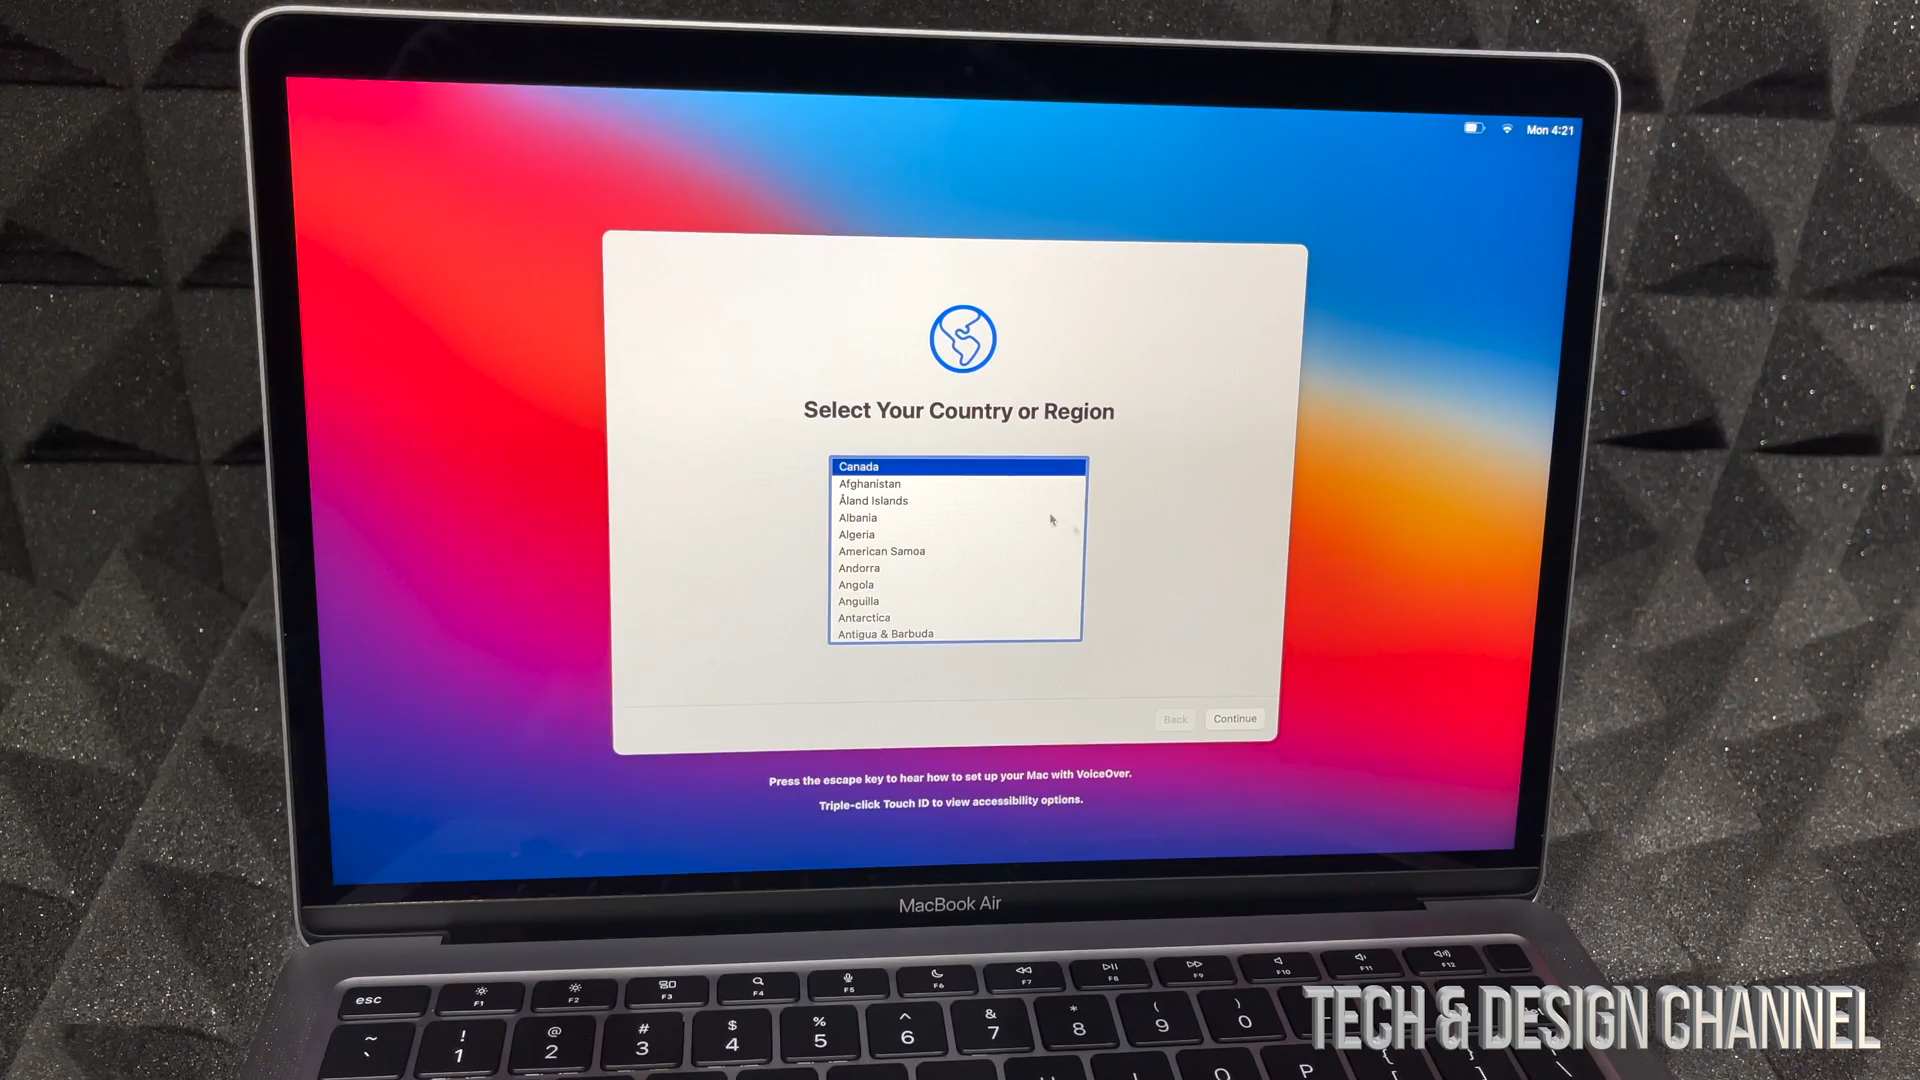 Mon 4:21
Select Your Country or Region
Canada
Afghanistan
Åland Islands
Albania
Algeria
American Samoa
Andorra
Angola
Anguilla
Antarctica
Antigua & Barbuda
Back Continue
Press the escape key to hear how to set up your Mac with VoiceOver.
Triple-click Touch ID to view accessibility options.
MacBook Air
esc F1 F2 F3 F4 F5 F6 F7 F8 F9 F10 F11 F12
~ ! @ # $ % ^ & * ( )
` 1 2 3 4 5 6 7 8 9 0
O P { [ } ] \
TECH & DESIGN CHANNEL